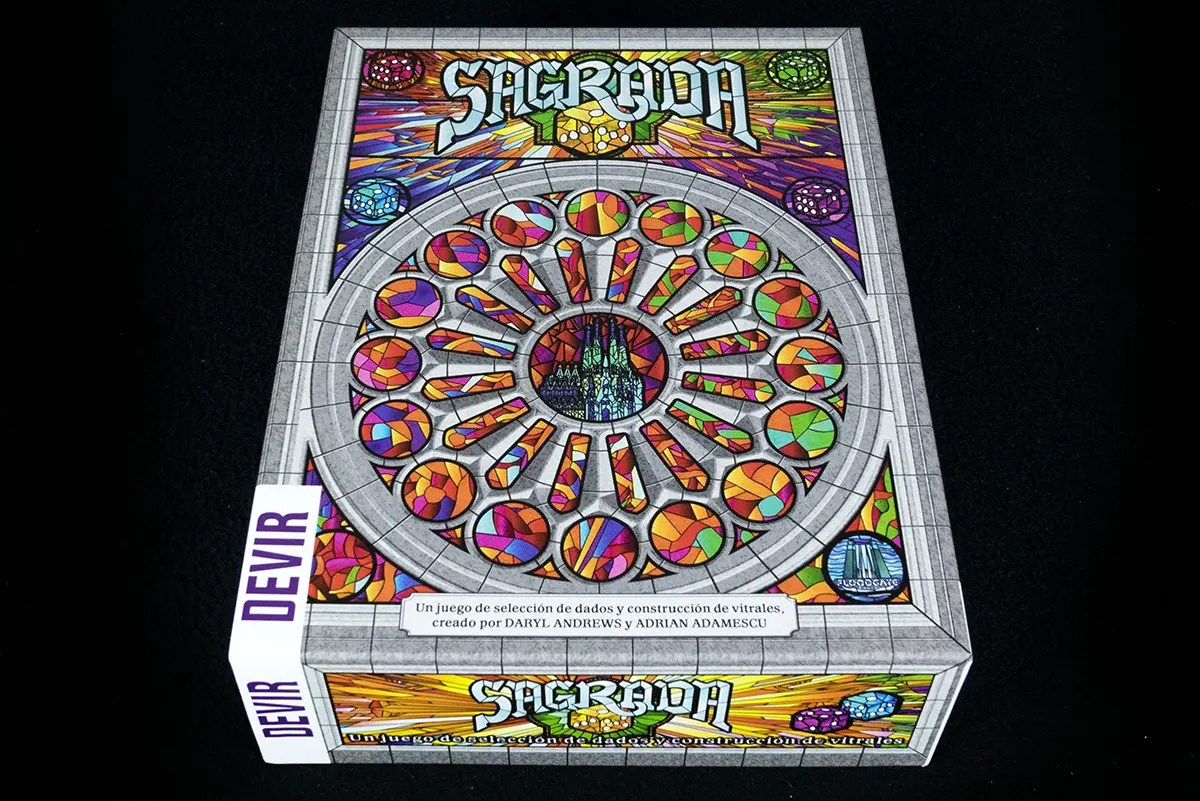 SAGRADA
DEVIR
FLOODGATE
Un juego de selección de dados y construcción de vitrales,
creado por DARYL ANDREWS y ADRIAN ADAMESCU
DEVIR
SAGRADA
Un juego de selección de dados y construcción de vitrales